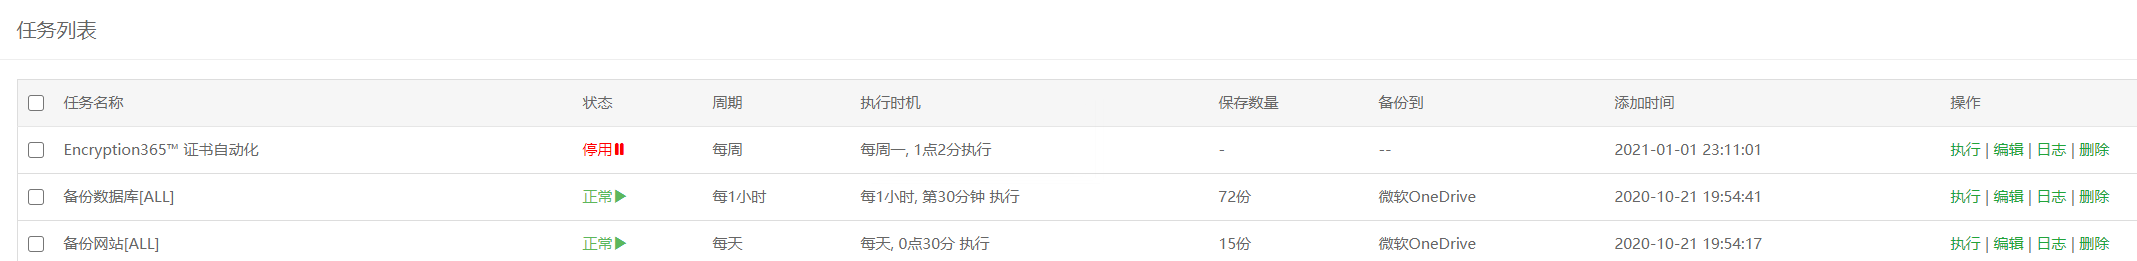 任务列表
任务名称 状态 周期 执行时机 保存数量 备份到 添加时间 操作
Encryption365™ 证书自动化 停用 每周 每周一, 1点2分执行 - -- 2021-01-01 23:11:01 执行 | 编辑 | 日志 | 删除
备份数据库[ALL] 正常 每1小时 每1小时, 第30分钟 执行 72份 微软OneDrive 2020-10-21 19:54:41 执行 | 编辑 | 日志 | 删除
备份网站[ALL] 正常 每天 每天, 0点30分 执行 15份 微软OneDrive 2020-10-21 19:54:17 执行 | 编辑 | 日志 | 删除